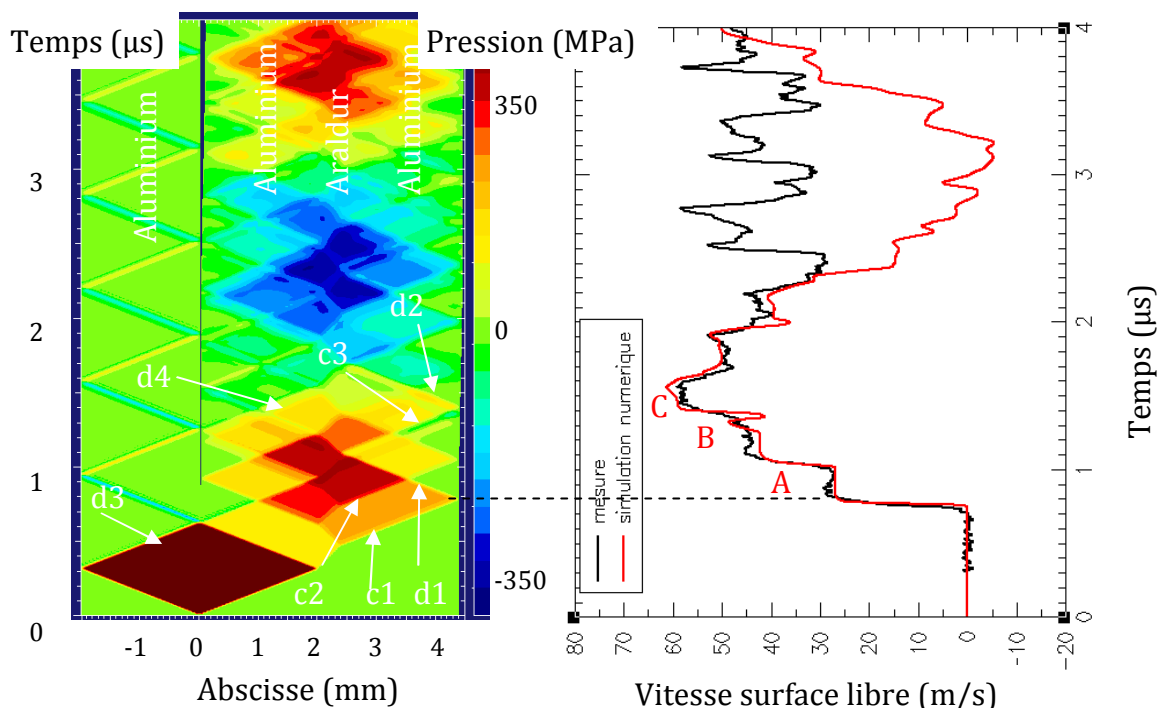 Temps (µs)
Pression (MPa)
Aluminium
Aluminium
Araldur
Aluminium
350
0
-350
3
2
1
0
-1
0
1
2
3
4
Abscisse (mm)
d2
c3
d4
d3
c2
c1
d1
C
B
A
mesure
simulation numerique
4
3
2
1
0
Temps (µs)
80
70
60
50
40
30
20
10
0
-10
-20
Vitesse surface libre (m/s)